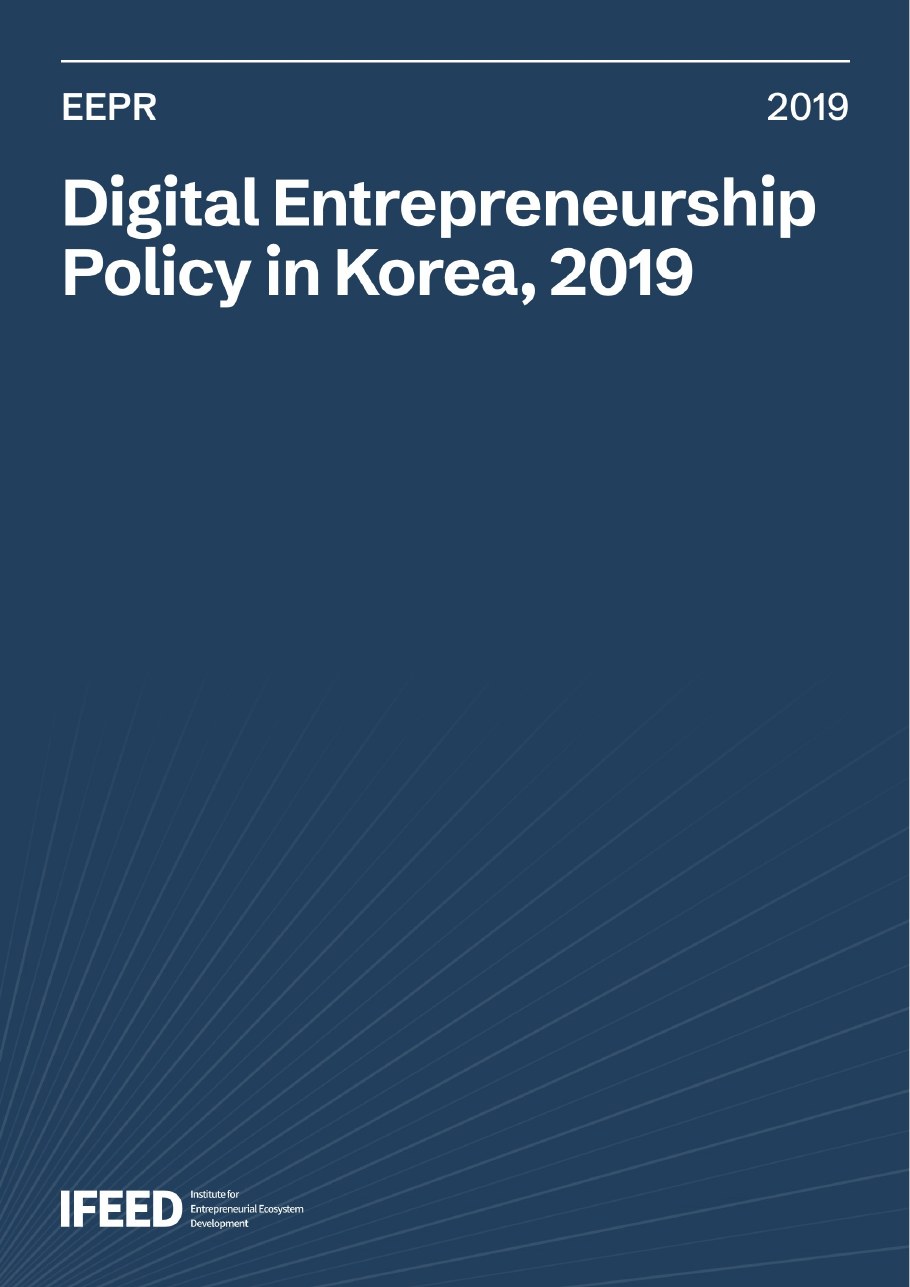 EEPR
2019
Digital Entrepreneurship
Policy in Korea, 2019
IFEED
Institute for
Entrepreneurial Ecosystem
Development